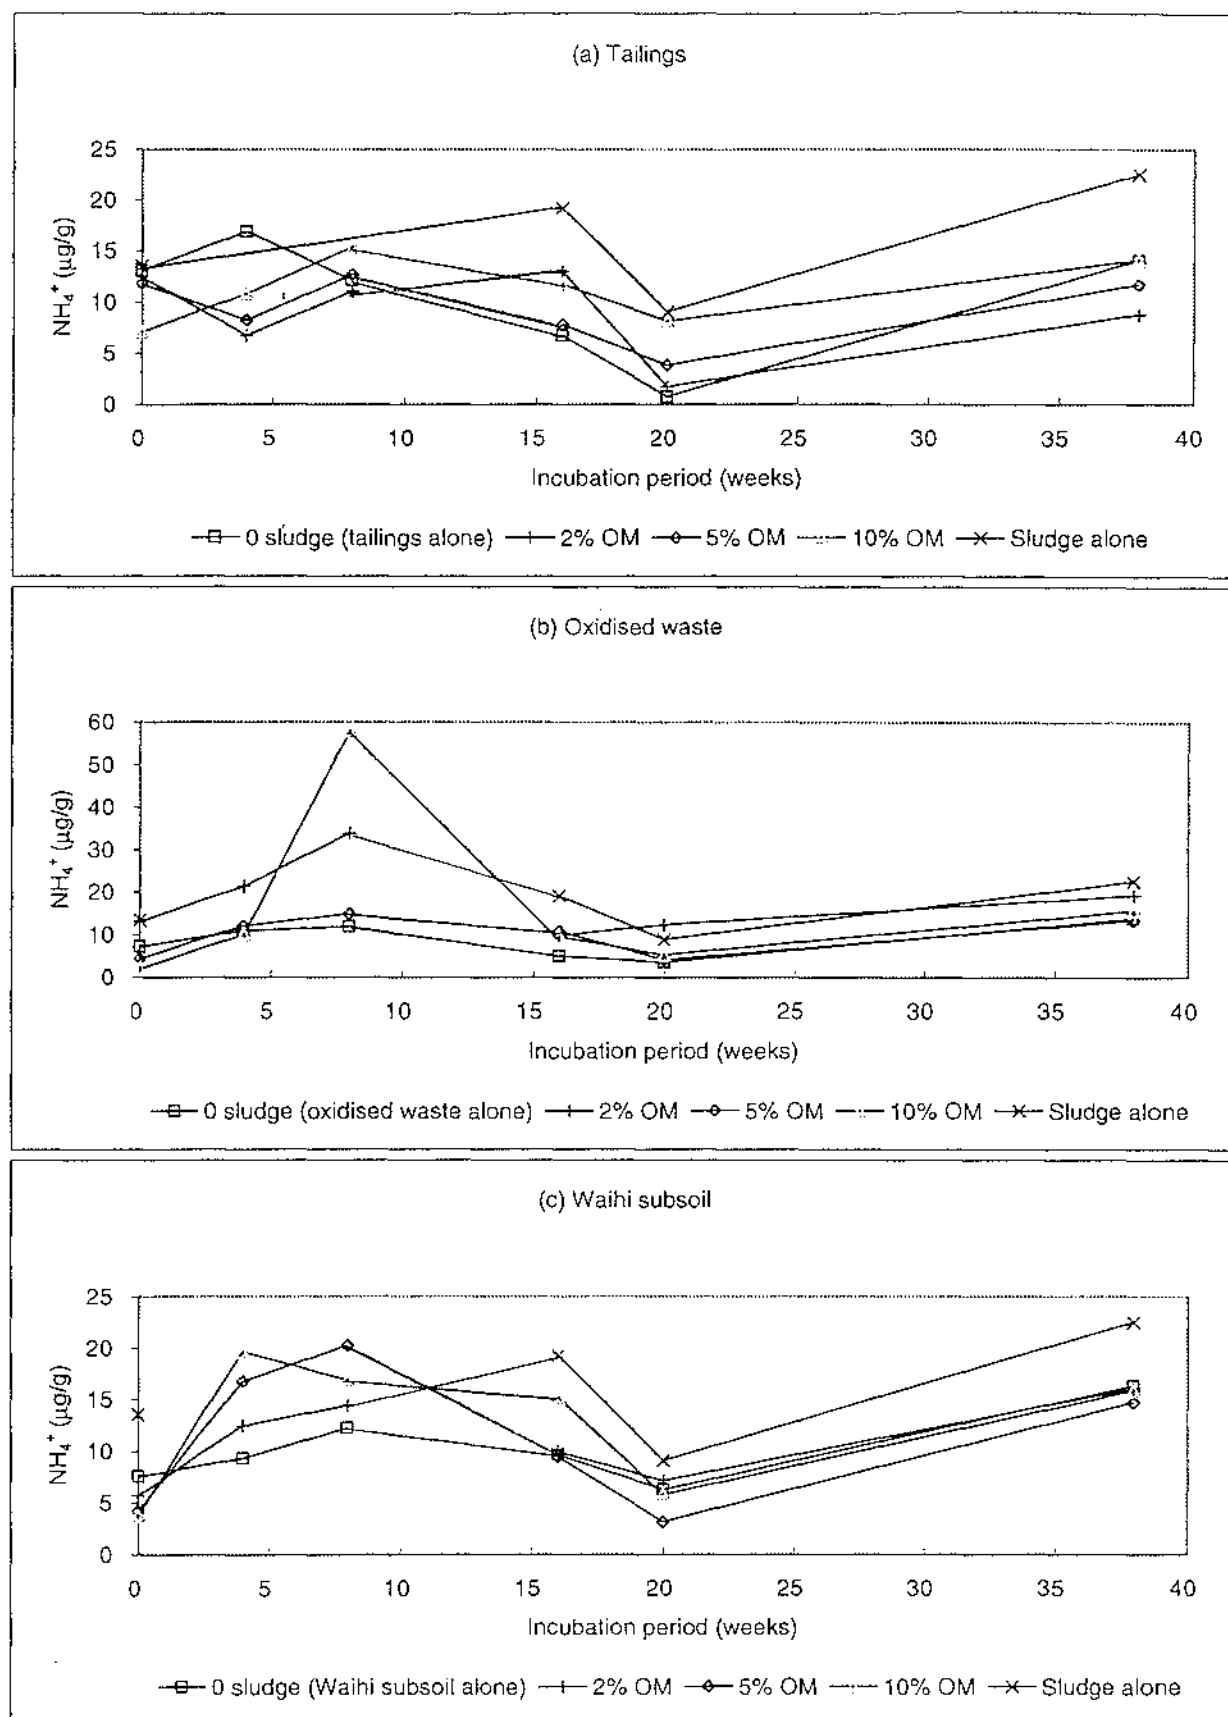 (a) Tailings
25
20
15
10
5
0
NH₄⁺ (µg/g)
0 5 10 15 20 25 30 35 40
Incubation period (weeks)
0 sludge (tailings alone) 2% OM 5% OM 10% OM Sludge alone
(b) Oxidised waste
60
50
40
30
20
10
0
NH₄⁺ (µg/g)
0 5 10 15 20 25 30 35 40
Incubation period (weeks)
0 sludge (oxidised waste alone) 2% OM 5% OM 10% OM Sludge alone
(c) Waihi subsoil
25
20
15
10
5
0
NH₄⁺ (µg/g)
0 5 10 15 20 25 30 35 40
Incubation period (weeks)
0 sludge (Waihi subsoil alone) 2% OM 5% OM 10% OM Sludge alone